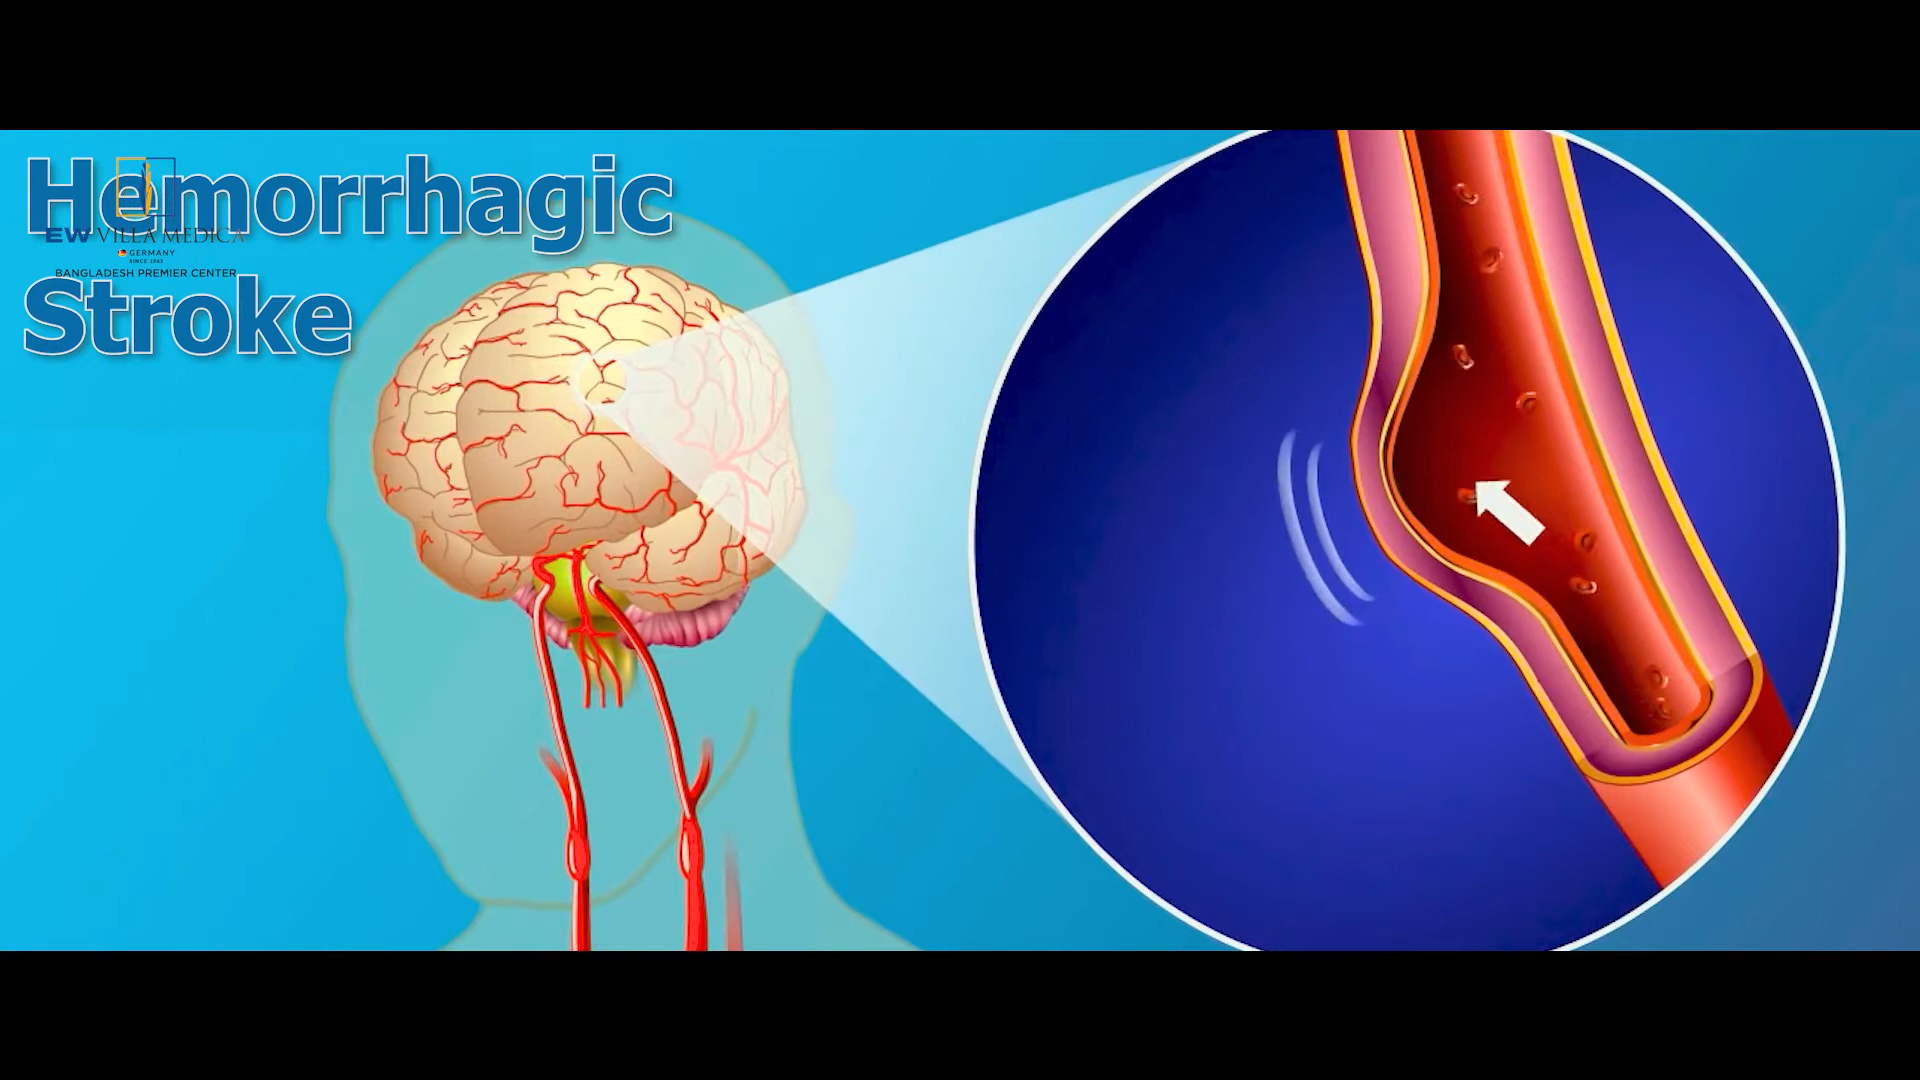 Hemorrhagic
EW VILLA MEDICA
GERMANY
SINCE 1963
BANGLADESH PREMIER CENTER
Stroke